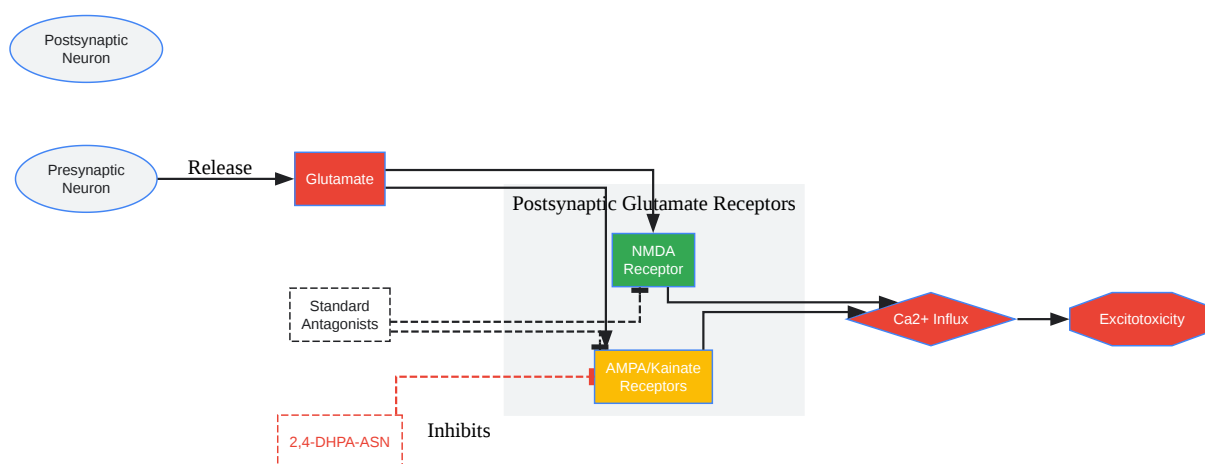 Postsynaptic
Neuron
Presynaptic
Neuron
Release
Glutamate
Postsynaptic Glutamate Receptors
NMDA
Receptor
Standard
Antagonists
Ca2+ Influx
Excitotoxicity
AMPA/Kainate
Receptors
Inhibits
2,4-DHPA-ASN